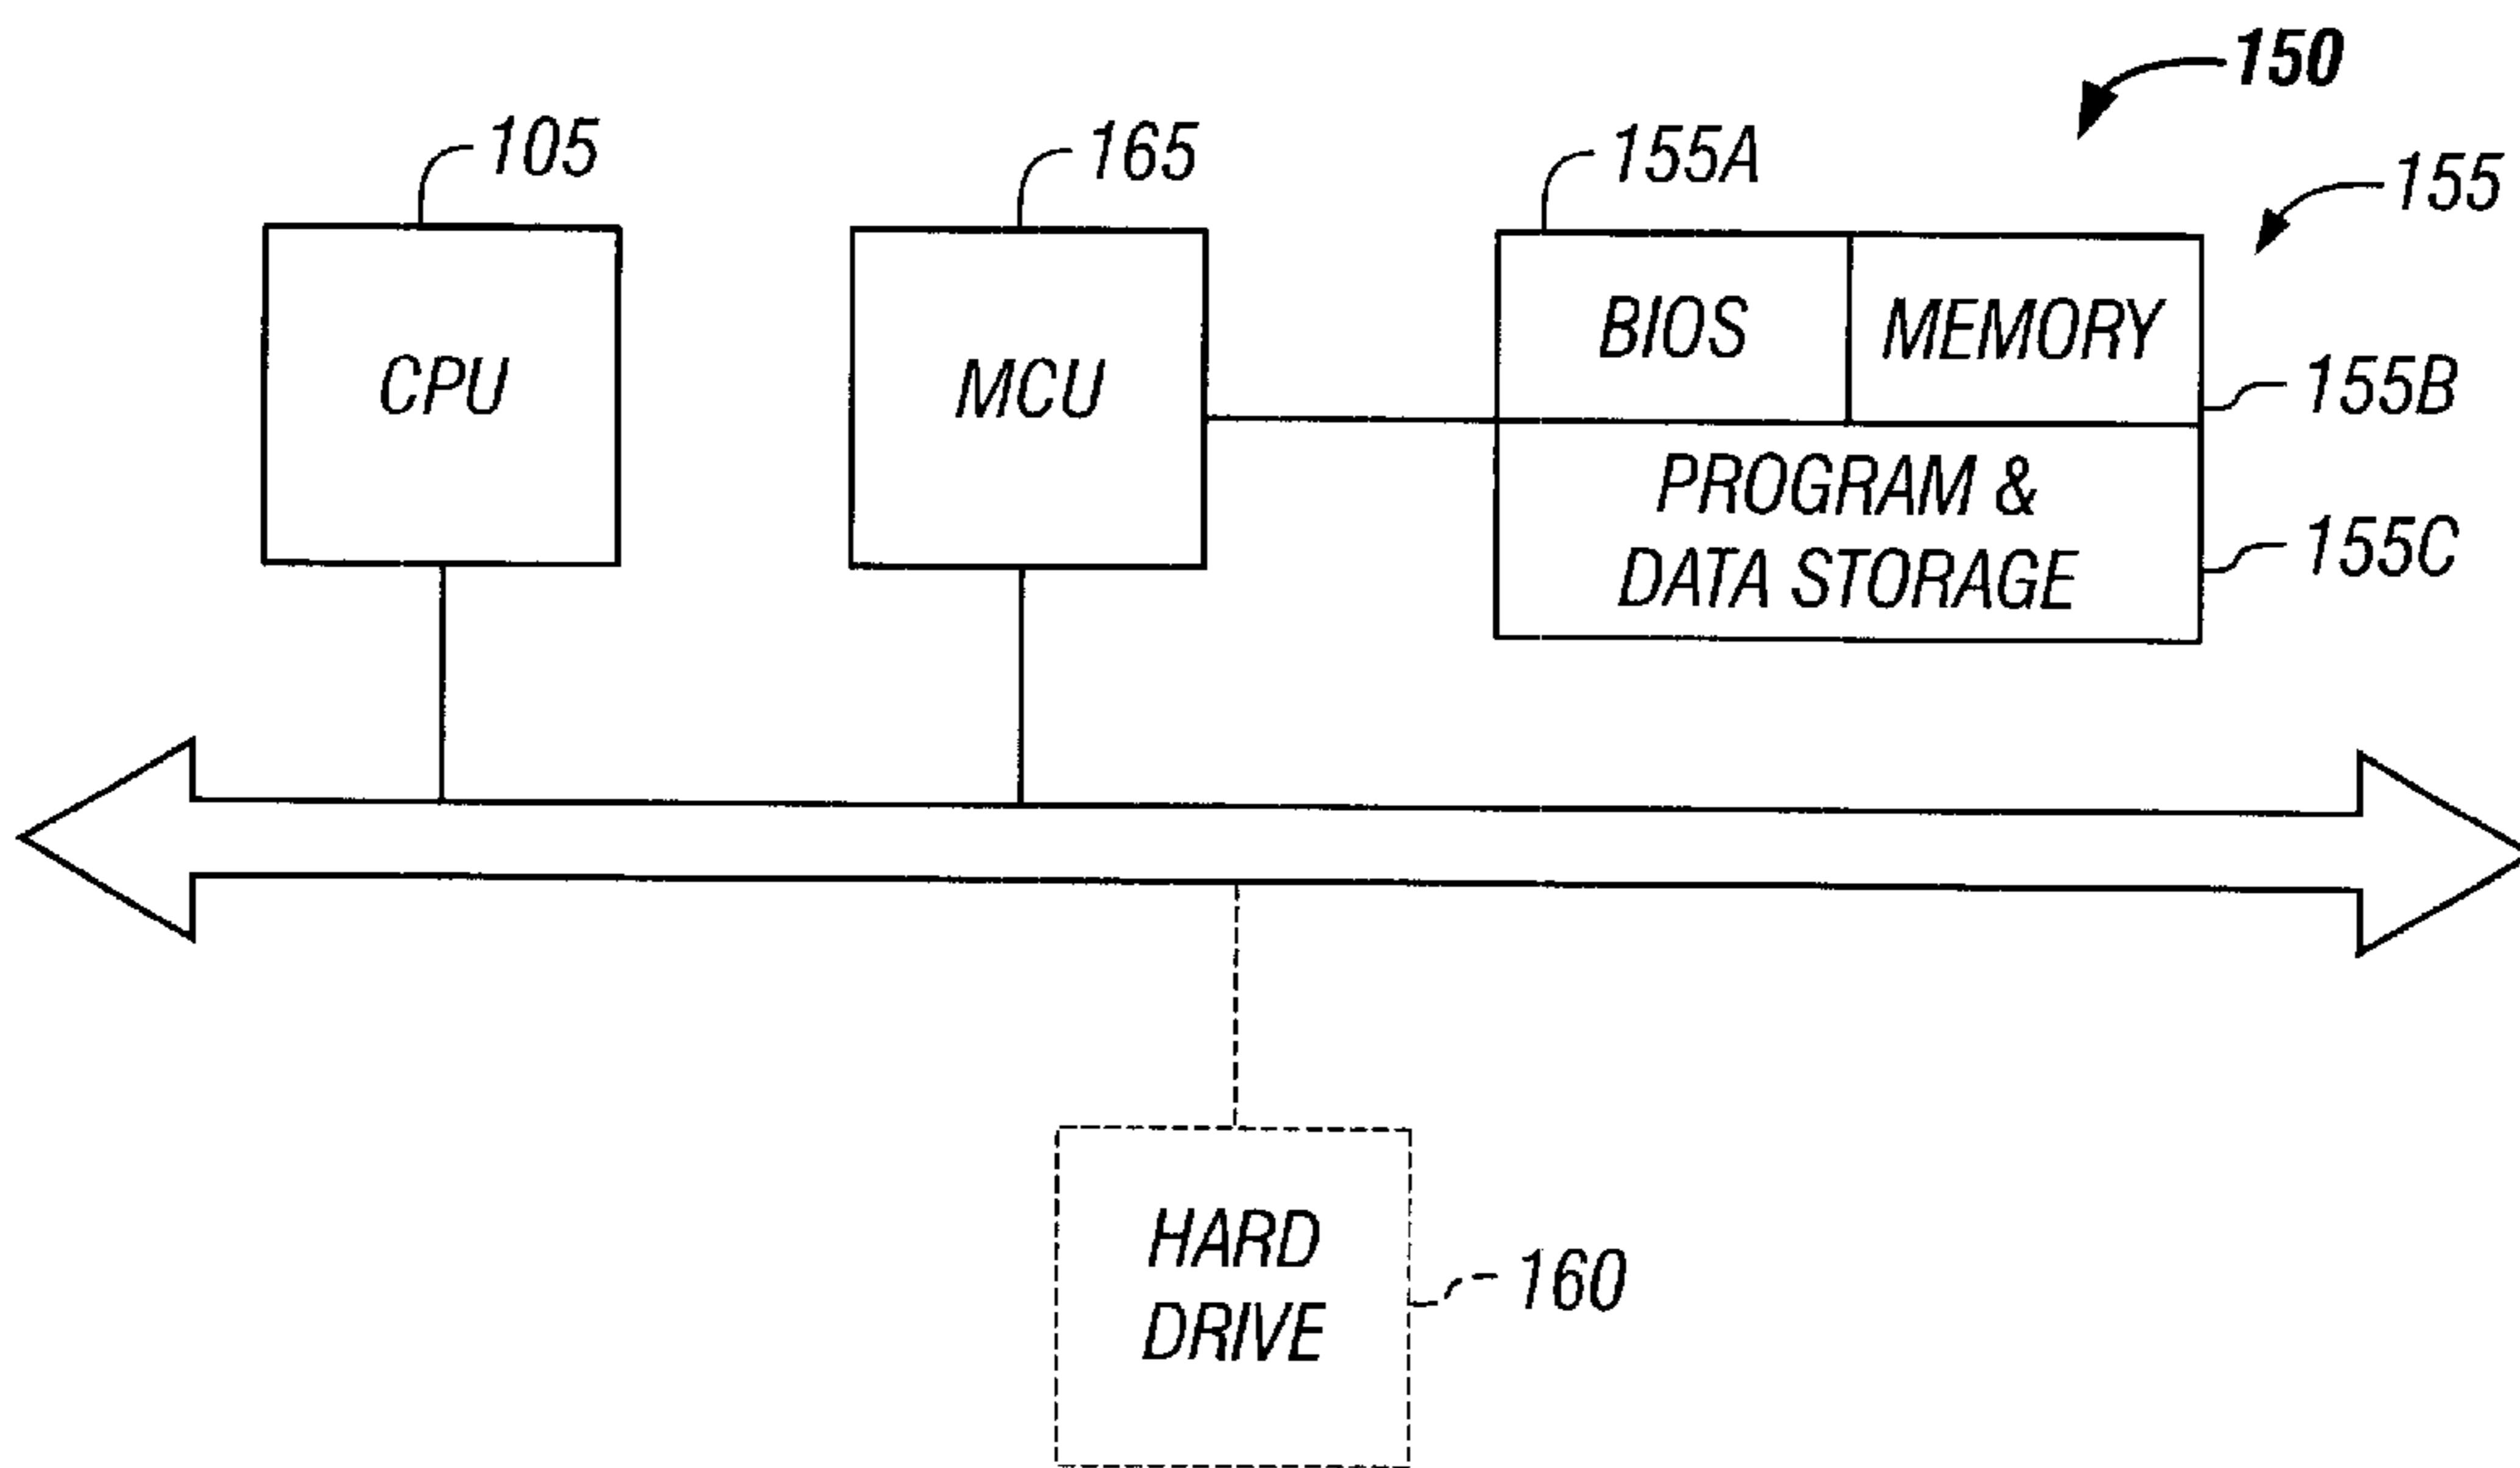 150
105
165
155A
155
CPU
MCU
BIOS
MEMORY
155B
PROGRAM &
DATA STORAGE
155C
HARD
DRIVE
160